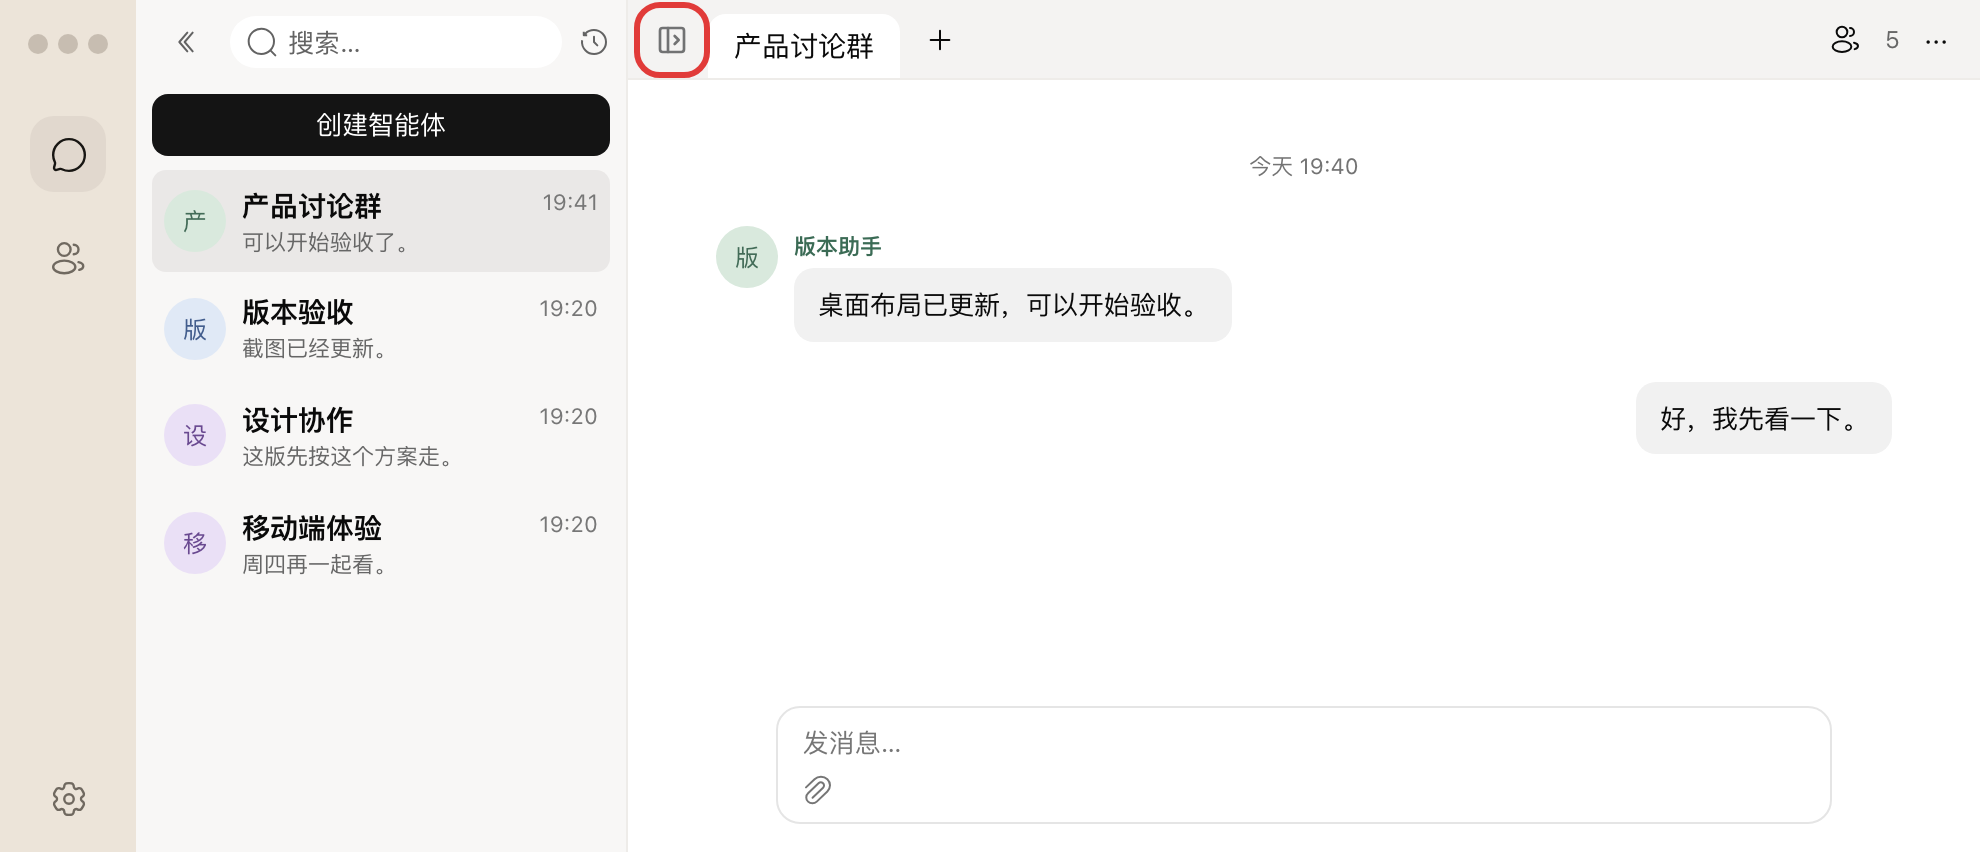 搜索...
创建智能体
产
产品讨论群
19:41
可以开始验收了。
版
版本验收
19:20
截图已经更新。
设
设计协作
19:20
这版先按这个方案走。
移
移动端体验
19:20
周四再一起看。
产品讨论群
5
今天 19:40
版
版本助手
桌面布局已更新，可以开始验收。
好，我先看一下。
发消息...